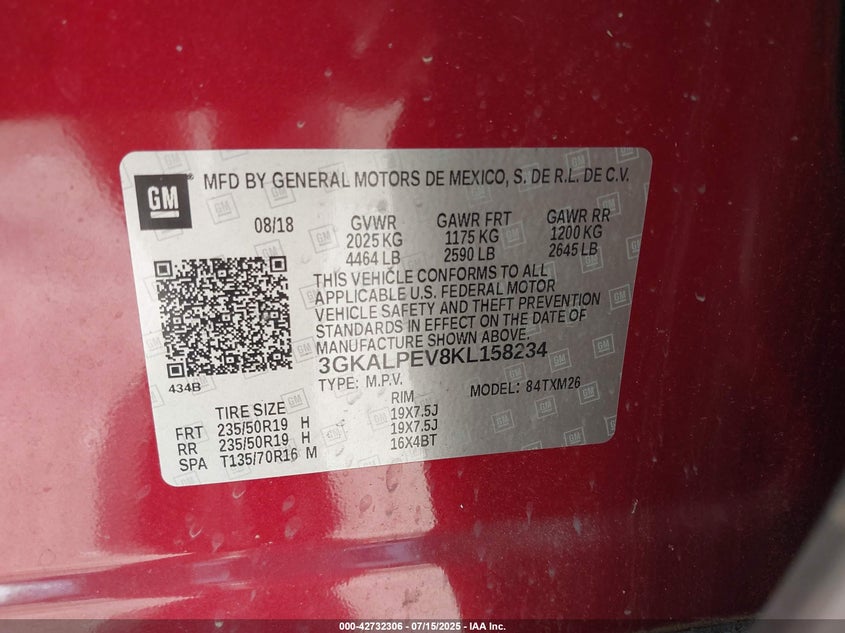 GM
MFD BY GENERAL MOTORS DE MEXICO, S. DE R.L. DE C.V.
08/18 GVWR GAWR FRT GAWR RR
2025 KG 1175 KG 1200 KG
4464 LB 2590 LB 2645 LB
THIS VEHICLE CONFORMS TO ALL
APPLICABLE U.S. FEDERAL MOTOR
VEHICLE SAFETY AND THEFT PREVENTION
STANDARDS IN EFFECT ON THE DATE OF
MANUFACTURE SHOWN ABOVE.
3GKALPEV8KL158234
434B
TYPE: M.P.V. MODEL: 84TXM26
TIRE SIZE RIM
FRT 235/50R19 H 19X7.5J
RR 235/50R19 H 19X7.5J
SPA T135/70R16 M 16X4BT
000-42732306 / 07/15/2025 - IAA Inc.